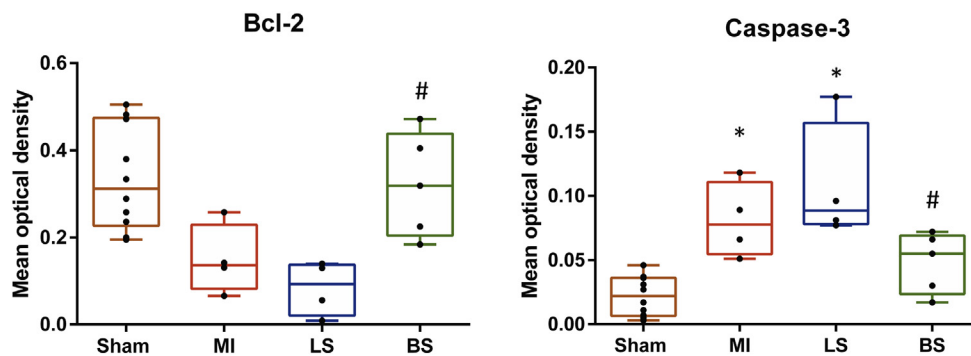 Bcl-2
Mean optical density
0.6
0.4
0.2
0.0
#
Sham MI LS BS
Caspase-3
Mean optical density
0.20
0.15
0.10
0.05
0.00
*
*
#
Sham MI LS BS